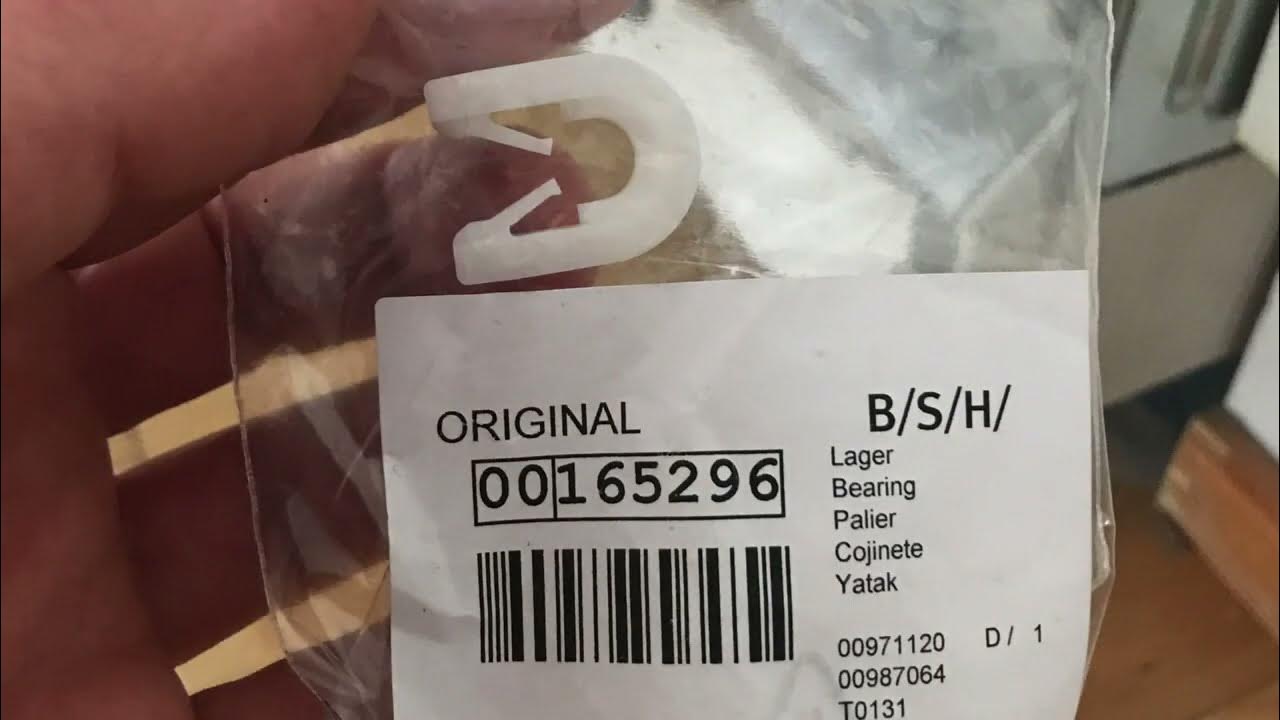 ORIGINAL
00165296
B/S/H/
Lager
Bearing
Palier
Cojinete
Yatak
00971120 D/ 1
00987064
T0131